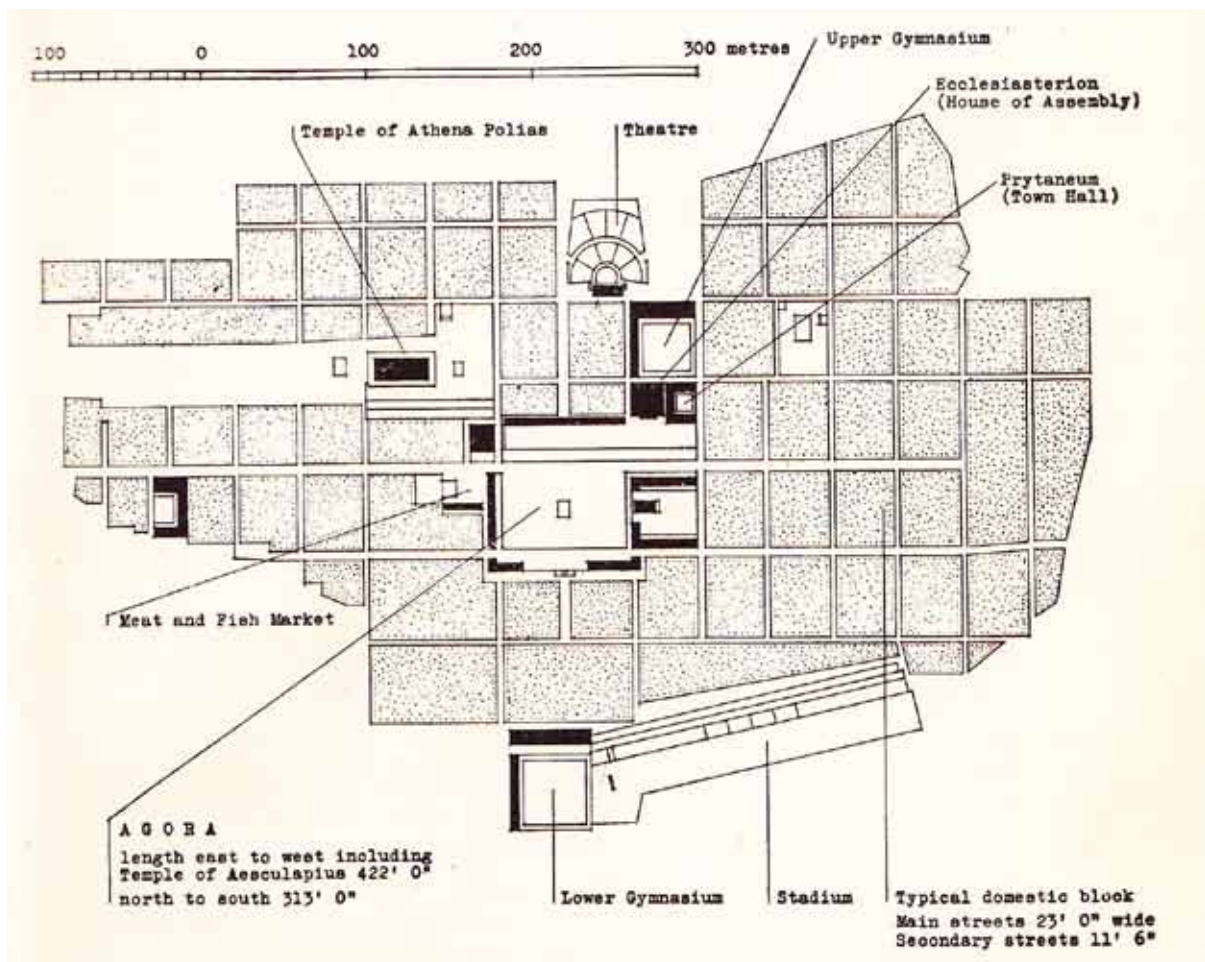 100 0 100 200 300 metres
Upper Gymnasium
Ecclesiasterion
(House of Assembly)
Temple of Athena Polias
Theatre
Prytaneum
(Town Hall)
Meat and Fish Market
AGORA
length east to west including
Temple of Aesculapius 422' 0"
north to south 313' 0"
Lower Gymnasium
Stadium
Typical domestic block
Main streets 23' 0" wide
Secondary streets 11' 6"